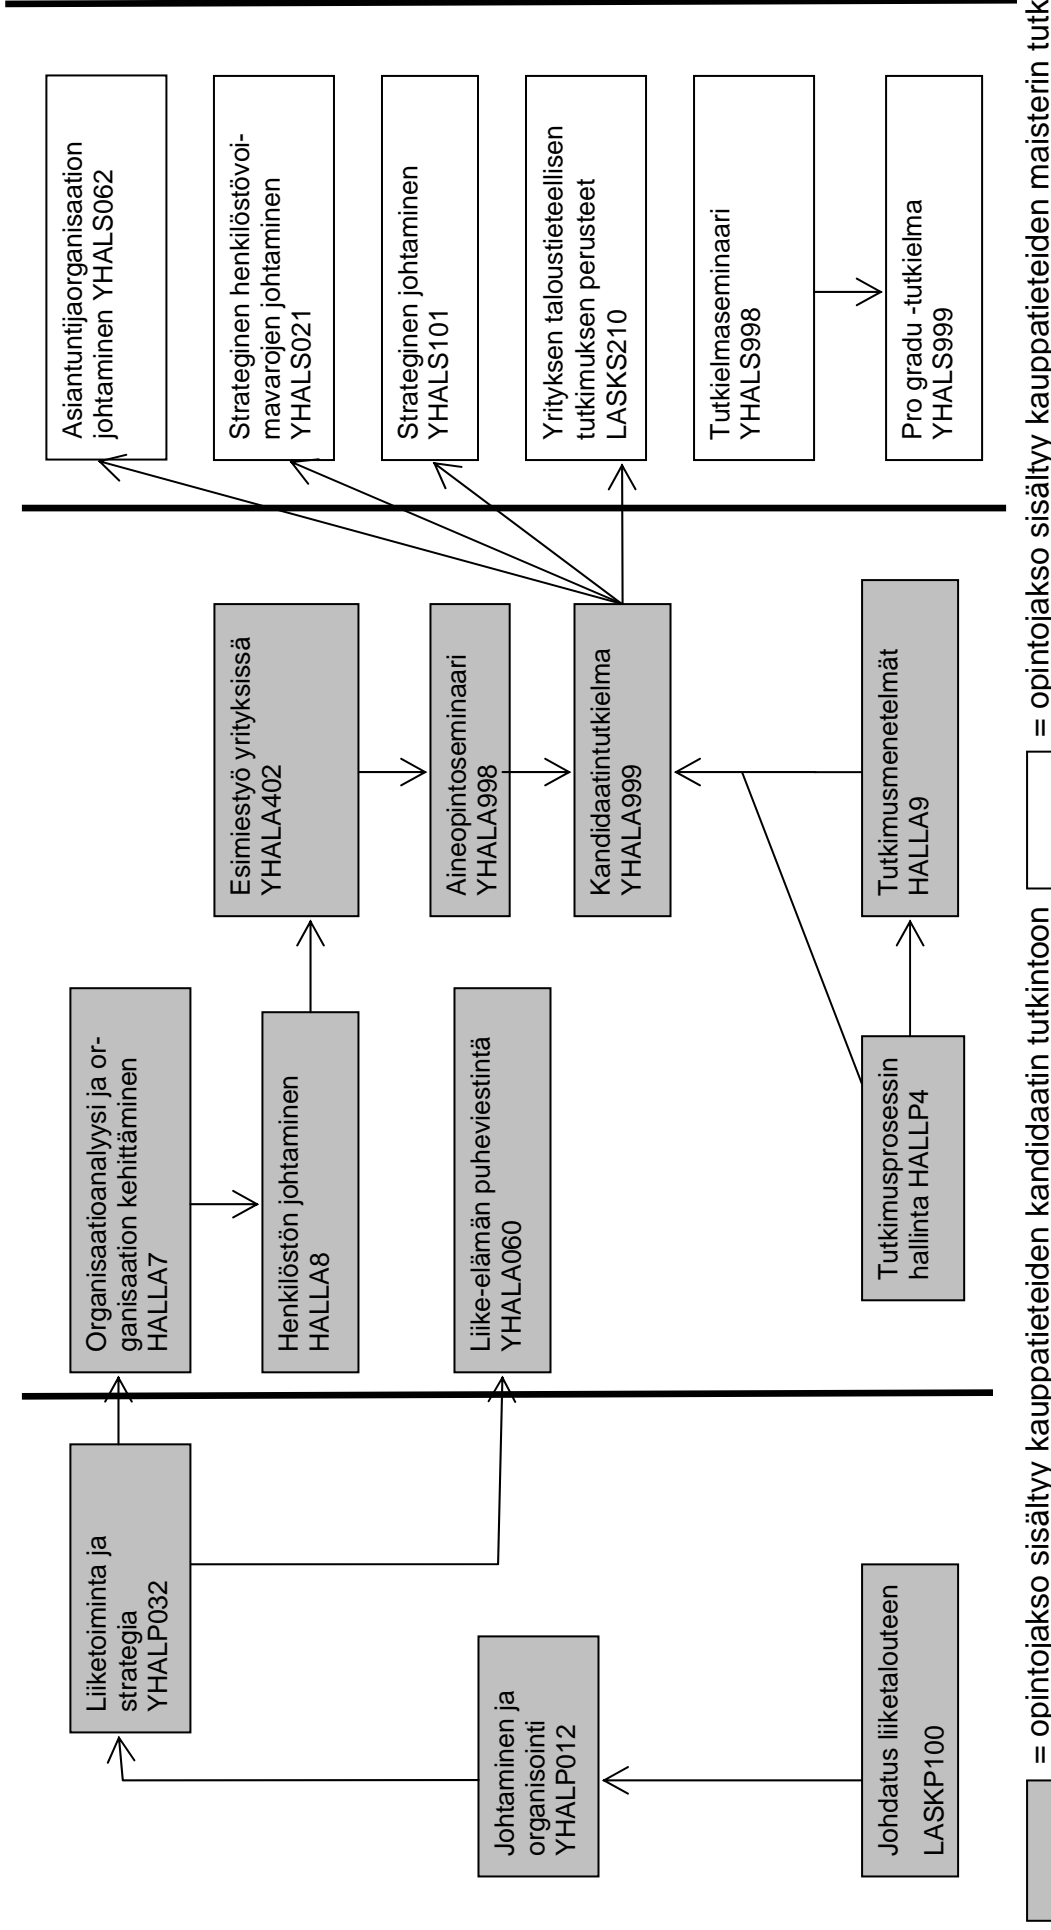 Liiketoiminta ja
strategia
YHALP032
Johtaminen ja
organisointi
YHALP012
Johdatus liiketalouteen
LASKP100
Organisaatioanalyysi ja or-
ganisaation kehittäminen
HALLA7
Henkilöstön johtaminen
HALLA8
Liike-elämän puheviestintä
YHALA060
Tutkimusprosessin
hallinta HALLP4
Esimiestyö yrityksissä
YHALA402
Aineopintoseminaari
YHALA998
Kandidaatintutkielma
YHALA999
Tutkimusmenetelmät
HALLA9
Asiantuntijaorganisaation
johtaminen YHALS062
Strateginen henkilöstövoi-
mavarojen johtaminen
YHALS021
Strateginen johtaminen
YHALS101
Yrityksen taloustieteellisen
tutkimuksen perusteet
LASKS210
Tutkielmaseminaari
YHALS998
Pro gradu -tutkielma
YHALS999
= opintojakso sisältyy kauppatieteiden kandidaatin tutkintoon
= opintojakso sisältyy kauppatieteiden maisterin tutk